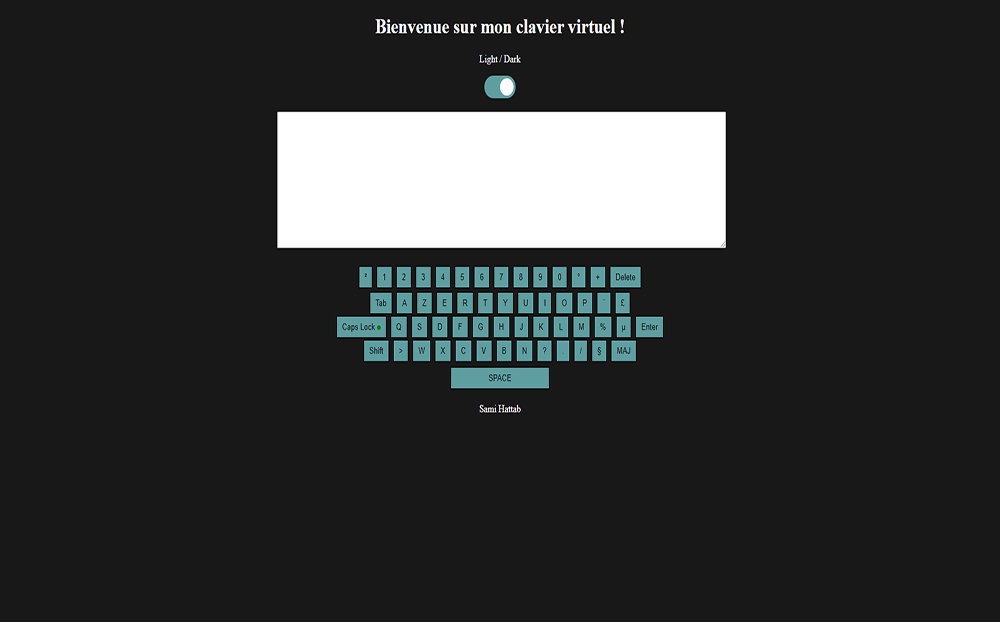 Bienvenue sur mon clavier virtuel !
Light / Dark
² 1 2 3 4 5 6 7 8 9 0 ° + Delete
Tab A Z E R T Y U I O P ¨ £
Caps Lock Q S D F G H J K L M % µ Enter
Shift > W X C V B N ? . / § MAJ
SPACE
Sami Hattab